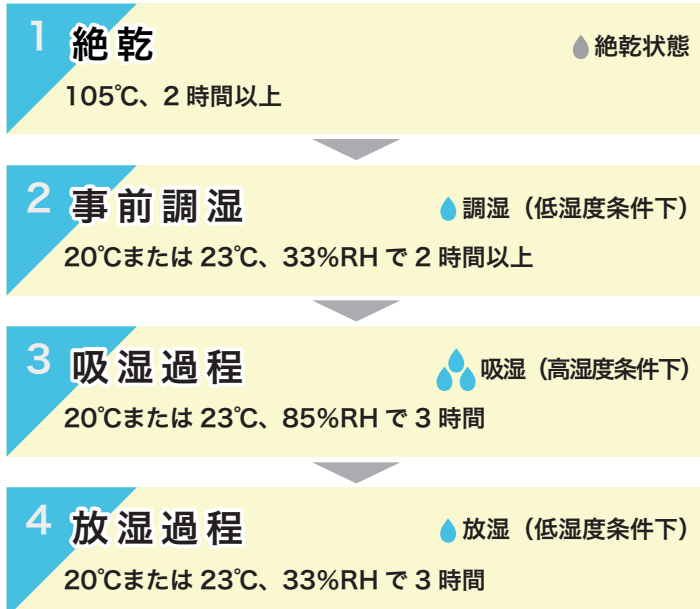 1 絶乾
絶乾状態
105℃、2 時間以上
2 事前調湿
調湿（低湿度条件下）
20℃または 23℃、33%RH で 2 時間以上
3 吸湿過程
吸湿（高湿度条件下）
20℃または 23℃、85%RH で 3 時間
4 放湿過程
放湿（低湿度条件下）
20℃または 23℃、33%RH で 3 時間